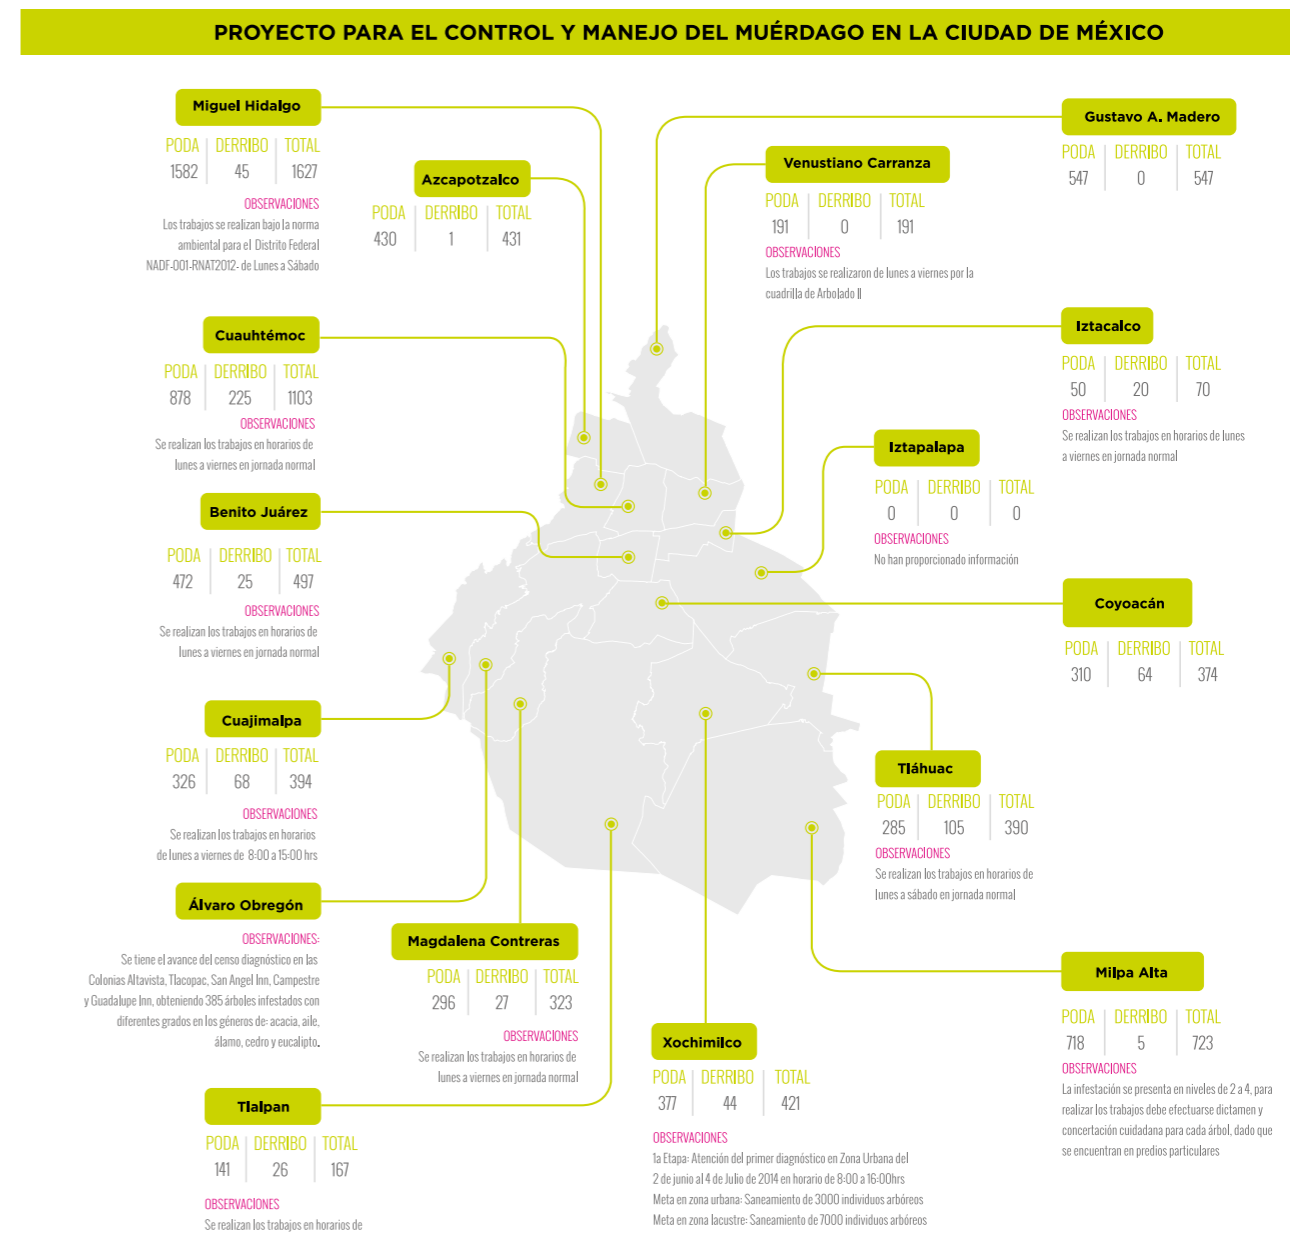 PROYECTO PARA EL CONTROL Y MANEJO DEL MUÉRDAGO EN LA CIUDAD DE MÉXICO
Miguel Hidalgo
PODA DERRIBO TOTAL
1582 45 1627
OBSERVACIONES
Los trabajos se realizan bajo la norma
ambiental para el Distrito Federal
NADF-001-RNAT2012- de Lunes a Sábado
Azcapotzalco
PODA DERRIBO TOTAL
430 1 431
Venustiano Carranza
PODA DERRIBO TOTAL
191 0 191
OBSERVACIONES
Los trabajos se realizaron de lunes a viernes por la
cuadrilla de Arbolado II
Gustavo A. Madero
PODA DERRIBO TOTAL
547 0 547
Cuauhtémoc
PODA DERRIBO TOTAL
878 225 1103
OBSERVACIONES
Se realizan los trabajos en horarios de
lunes a viernes en jornada normal
Iztacalco
PODA DERRIBO TOTAL
50 20 70
OBSERVACIONES
Se realizan los trabajos en horarios de lunes
a viernes en jornada normal
Iztapalapa
PODA DERRIBO TOTAL
0 0 0
OBSERVACIONES
No han proporcionado información
Benito Juárez
PODA DERRIBO TOTAL
472 25 497
OBSERVACIONES
Se realizan los trabajos en horarios de
lunes a viernes en jornada normal
Coyoacán
PODA DERRIBO TOTAL
310 64 374
Cuajimalpa
PODA DERRIBO TOTAL
326 68 394
OBSERVACIONES
Se realizan los trabajos en horarios
de lunes a viernes de 8:00 a 15:00 hrs
Tláhuac
PODA DERRIBO TOTAL
285 105 390
OBSERVACIONES
Se realizan los trabajos en horarios de
lunes a sábado en jornada normal
Álvaro Obregón
OBSERVACIONES:
Se tiene el avance del censo diagnóstico en las
Colonias Altavista, Tlacopac, San Angel Inn, Campestre
y Guadalupe Inn, obteniendo 385 árboles infestados con
diferentes grados en los géneros de: acacia, aile,
álamo, cedro y eucalipto.
Magdalena Contreras
PODA DERRIBO TOTAL
296 27 323
OBSERVACIONES
Se realizan los trabajos en horarios de
lunes a viernes en jornada normal
Milpa Alta
PODA DERRIBO TOTAL
718 5 723
OBSERVACIONES
La infestación se presenta en niveles de 2 a 4, para
realizar los trabajos debe efectuarse dictamen y
concertación cuidadana para cada árbol, dado que
se encuentran en predios particulares
Xochimilco
PODA DERRIBO TOTAL
377 44 421
OBSERVACIONES
1a Etapa: Atención del primer diagnóstico en Zona Urbana del
2 de junio al 4 de Julio de 2014 en horario de 8:00 a 16:00hrs
Meta en zona urbana: Saneamiento de 3000 individuos arbóreos
Meta en zona lacustre: Saneamiento de 7000 individuos arbóreos
Tlalpan
PODA DERRIBO TOTAL
141 26 167
OBSERVACIONES
Se realizan los trabajos en horarios de